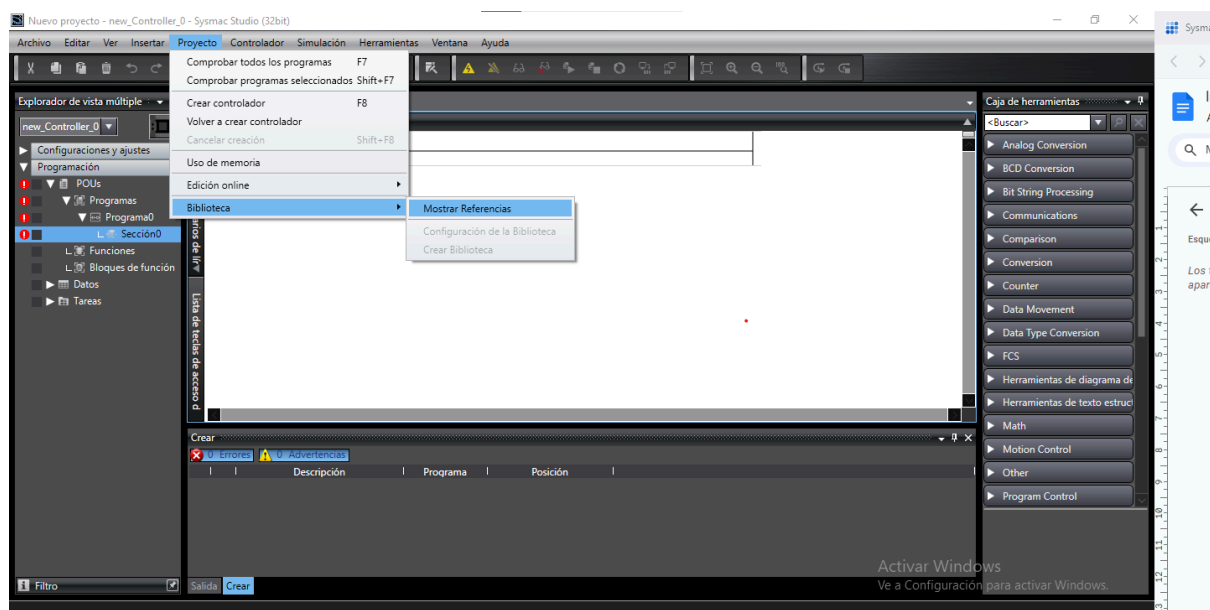 Nuevo proyecto - new_Controller_0 - Sysmac Studio (32bit)
Archivo Editar Ver Insertar Proyecto Controlador Simulación Herramientas Ventana Ayuda
Comprobar todos los programas F7
Comprobar programas seleccionados Shift+F7
Crear controlador F8
Volver a crear controlador
Cancelar creación Shift+F8
Uso de memoria
Edición online
Biblioteca
Mostrar Referencias
Configuración de la Biblioteca
Crear Biblioteca
Explorador de vista múltiple
new_Controller_0
Configuraciones y ajustes
Programación
POUs
Programas
Programa0
Sección0
Funciones
Bloques de función
Datos
Tareas
Filtro
Lista de teclas de acceso d
Caja de herramientas
<Buscar>
Analog Conversion
BCD Conversion
Bit String Processing
Communications
Comparison
Conversion
Counter
Data Movement
Data Type Conversion
FCS
Herramientas de diagrama de
Herramientas de texto estruct
Math
Motion Control
Other
Program Control
Crear
0 Errores 0 Advertencias
Descripción Programa Posición
Salida Crear
Activar Windows
Ve a Configuración para activar Windows.
Sysma
Esque
Los
apar